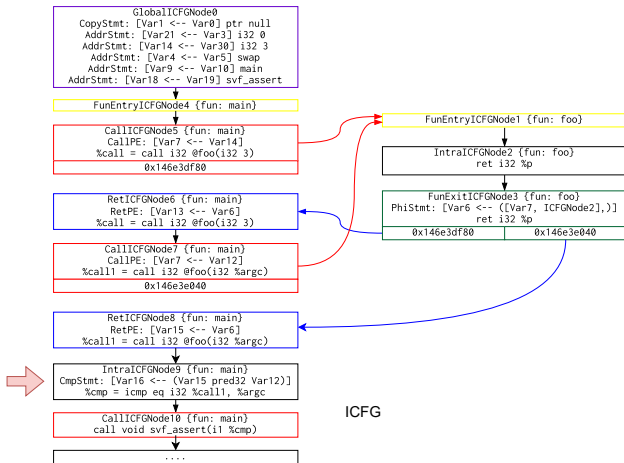 GlobalICFGNode0
CopyStmt: [Var1 <-- Var0] ptr null
AddrStmt: [Var21 <-- Var3] i32 0
AddrStmt: [Var14 <-- Var30] i32 3
AddrStmt: [Var4 <-- Var5] swap
AddrStmt: [Var9 <-- Var10] main
AddrStmt: [Var18 <-- Var19] svf_assert
FunEntryICFGNode4 {fun: main}
CallICFGNode5 {fun: main}
CallPE: [Var7 <-- Var14]
%call = call i32 @foo(i32 3)
0x146e3df80
RetICFGNode6 {fun: main}
RetPE: [Var13 <-- Var6]
%call = call i32 @foo(i32 3)
CallICFGNode7 {fun: main}
CallPE: [Var7 <-- Var12]
%call1 = call i32 @foo(i32 %argc)
0x146e3e040
RetICFGNode8 {fun: main}
RetPE: [Var15 <-- Var6]
%call1 = call i32 @foo(i32 %argc)
IntraICFGNode9 {fun: main}
CmpStmt: [Var16 <-- (Var15 pred32 Var12)]
%cmp = icmp eq i32 %call1, %argc
CallICFGNode10 {fun: main}
call void svf_assert(i1 %cmp)
....
FunEntryICFGNode1 {fun: foo}
IntraICFGNode2 {fun: foo}
ret i32 %p
FunExitICFGNode3 {fun: foo}
PhiStmt: [Var6 <-- ([Var7, ICFGNode2],)]
ret i32 %p
0x146e3df80
0x146e3e040
ICFG